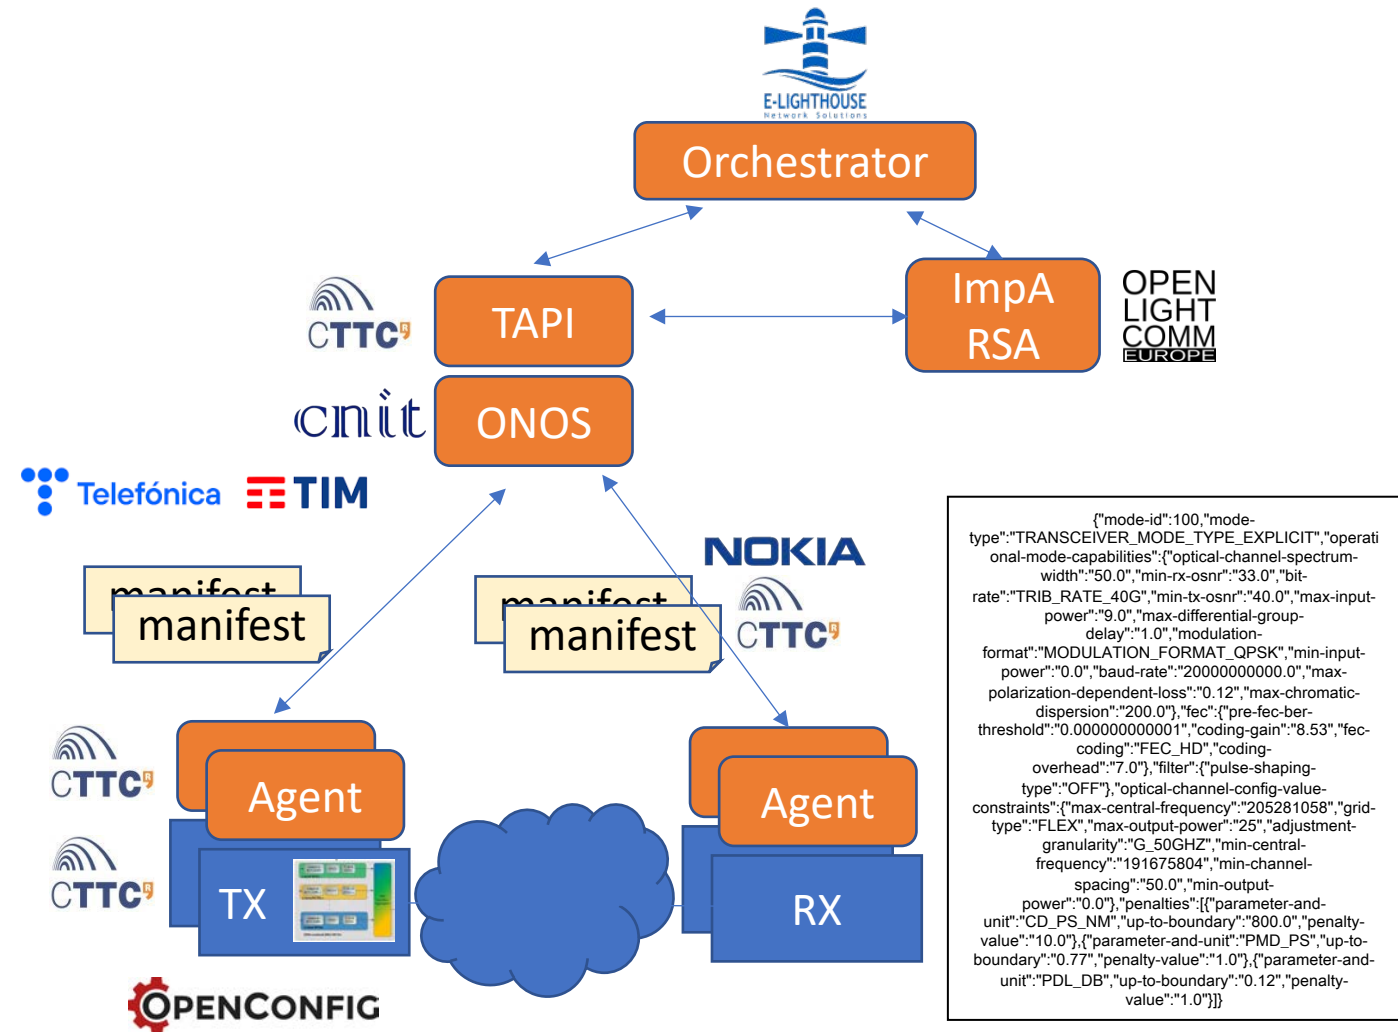 E-LIGHTHOUSE
Network Solutions
Orchestrator
CTTC
TAPI
ImpA
RSA
OPEN
LIGHT
COMM
EUROPE
cnit
ONOS
Telefónica
TIM
NOKIA
CTTC
manifest
manifest
manifest
manifest
CTTC
Agent
Agent
CTTC
TX
RX
OPENCONFIG
{"mode-id":100,"mode-
type":"TRANSCEIVER_MODE_TYPE_EXPLICIT","operati
onal-mode-capabilities":{"optical-channel-spectrum-
width":"50.0","min-rx-osnr":"33.0","bit-
rate":"TRIB_RATE_40G","min-tx-osnr":"40.0","max-input-
power":"9.0","max-differential-group-
delay":"1.0","modulation-
format":"MODULATION_FORMAT_QPSK","min-input-
power":"0.0","baud-rate":"20000000000.0","max-
polarization-dependent-loss":"0.12","max-chromatic-
dispersion":"200.0"},"fec":{"pre-fec-ber-
threshold":"0.000000000001","coding-gain":"8.53","fec-
coding":"FEC_HD","coding-
overhead":"7.0"},"filter":{"pulse-shaping-
type":"OFF"},"optical-channel-config-value-
constraints":{"max-central-frequency":"205281058","grid-
type":"FLEX","max-output-power":"25","adjustment-
granularity":"G_50GHZ","min-central-
frequency":"191675804","min-channel-
spacing":"50.0","min-output-
power":"0.0"},"penalties":[{"parameter-and-
unit":"CD_PS_NM","up-to-boundary":"800.0","penalty-
value":"10.0"},{"parameter-and-unit":"PMD_PS","up-to-
boundary":"0.77","penalty-value":"1.0"},{"parameter-and-
unit":"PDL_DB","up-to-boundary":"0.12","penalty-
value":"1.0"}]}